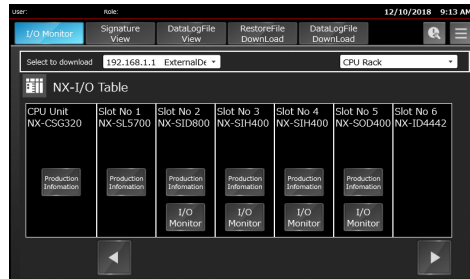 User:
Role:
12/10/2018 9:13 AM
I/O Monitor
Signature
View
DataLogFile
View
RestoreFile
DownLoad
DataLogFile
DownLoad
Select to download
192.168.1.1 ExternalDe
CPU Rack
NX-I/O Table
CPU Unit
NX-CSG320
Slot No 1
NX-SL5700
Slot No 2
NX-SID800
Slot No 3
NX-SIH400
Slot No 4
NX-SIH400
Slot No 5
NX-SOD400
Slot No 6
NX-ID4442
Production
Infomation
Production
Infomation
Production
Infomation
Production
Infomation
Production
Infomation
Production
Infomation
I/O
Monitor
I/O
Monitor
I/O
Monitor
I/O
Monitor